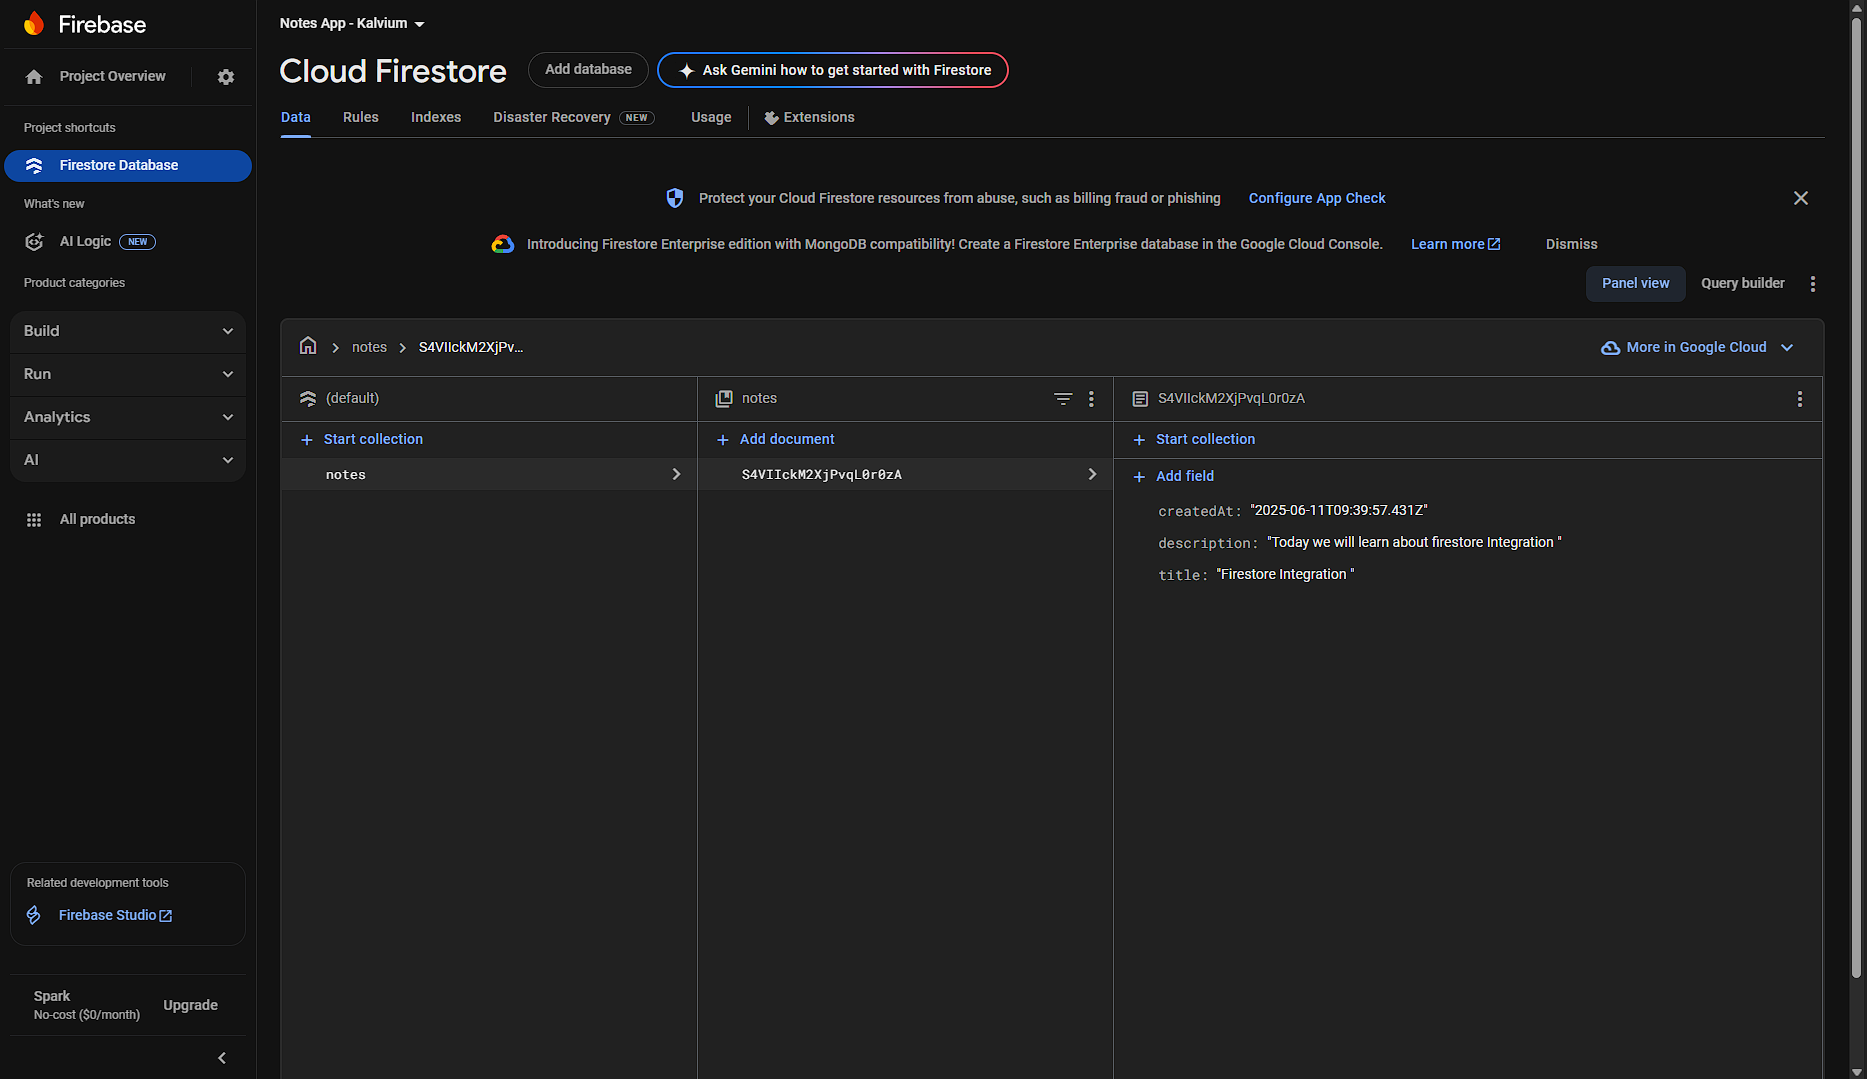 Firebase
Project Overview
Project shortcuts
Firestore Database
What's new
AI Logic NEW
Product categories
Build
Run
Analytics
AI
All products
Related development tools
Firebase Studio
Spark
No-cost ($0/month)
Upgrade
Notes App - Kalvium
Cloud Firestore
Add database
Ask Gemini how to get started with Firestore
Data Rules Indexes Disaster Recovery NEW Usage Extensions
Protect your Cloud Firestore resources from abuse, such as billing fraud or phishing Configure App Check
Introducing Firestore Enterprise edition with MongoDB compatibility! Create a Firestore Enterprise database in the Google Cloud Console. Learn more Dismiss
Panel view Query builder
notes S4VIIckM2XjPv... More in Google Cloud
(default)
Start collection
notes
notes
Add document
S4VIIckM2XjPvqL0r0zA
S4VIIckM2XjPvqL0r0zA
Start collection
Add field
createdAt: "2025-06-11T09:39:57.431Z"
description: "Today we will learn about firestore Integration "
title: "Firestore Integration "